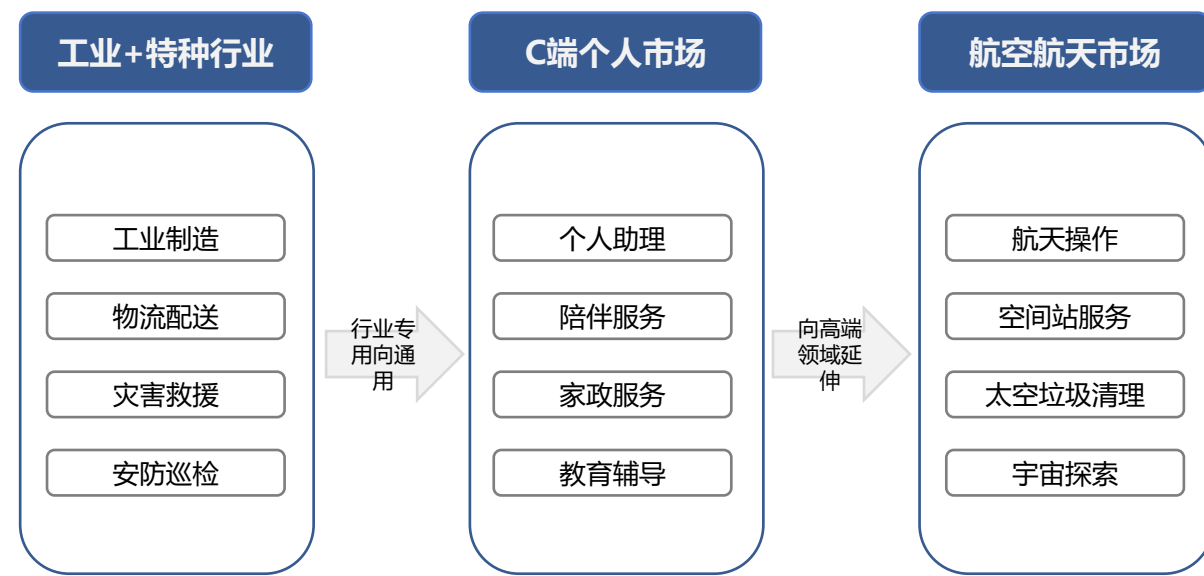 工业+特种行业
C端个人市场
航空航天市场
工业制造
物流配送
灾害救援
安防巡检
行业专
用向通
用
个人助理
陪伴服务
家政服务
教育辅导
向高端
领域延
伸
航天操作
空间站服务
太空垃圾清理
宇宙探索